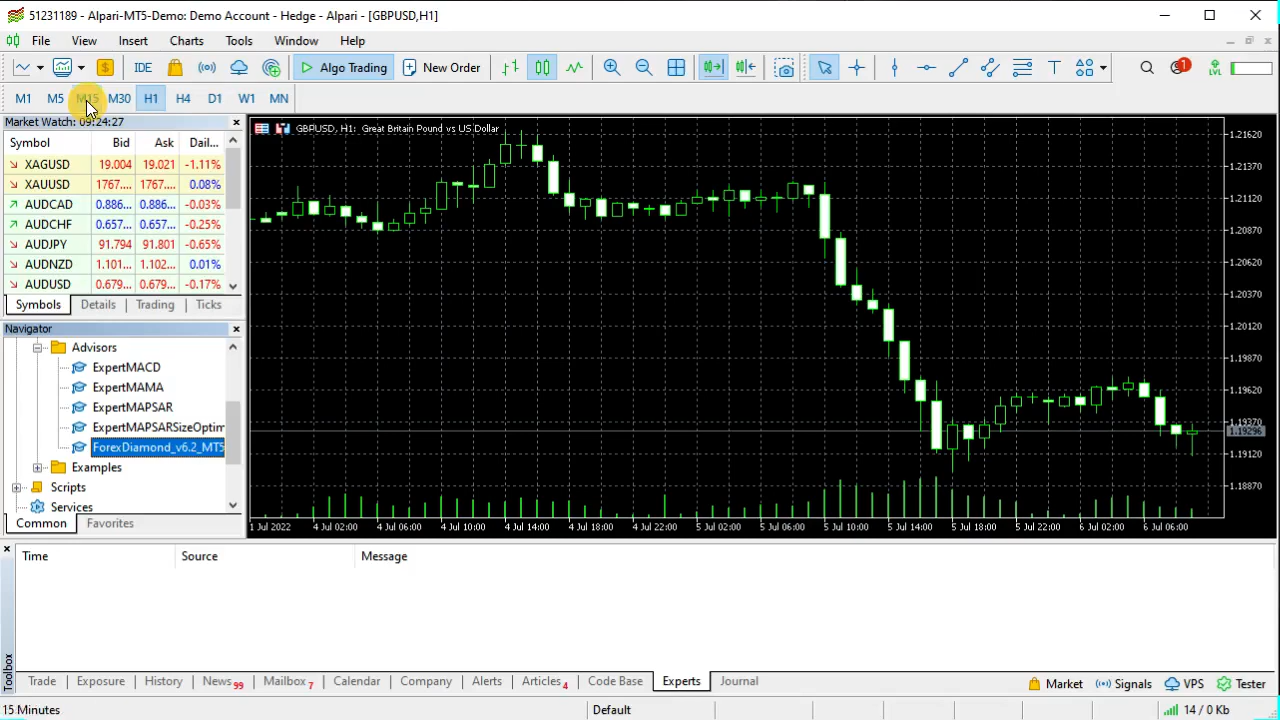 51231189 - Alpari-MT5-Demo: Demo Account - Hedge - Alpari - [GBPUSD,H1]
File View Insert Charts Tools Window Help
$ IDE Algo Trading New Order T 1 LVL
M1 M5 M15 M30 H1 H4 D1 W1 MN
Market Watch: 09:24:27
Symbol Bid Ask Dail...
XAGUSD 19.004 19.021 -1.11%
XAUUSD 1767.... 1767.... 0.08%
AUDCAD 0.886... 0.886... -0.03%
AUDCHF 0.657... 0.657... -0.25%
AUDJPY 91.794 91.801 -0.65%
AUDNZD 1.101... 1.102... 0.01%
AUDUSD 0.679... 0.679... -0.17%
Symbols Details Trading Ticks
Navigator
Advisors
ExpertMACD
ExpertMAMA
ExpertMAPSAR
ExpertMAPSARSizeOptim
ForexDiamond_v6.2_MT5
Examples
Scripts
Services
Common Favorites
GBPUSD, H1: Great Britain Pound vs US Dollar
1.21620
1.21370
1.21120
1.20870
1.20620
1.20370
1.20120
1.19870
1.19620
1.19370
1.19296
1.19120
1.18870
1 Jul 2022 4 Jul 02:00 4 Jul 06:00 4 Jul 10:00 4 Jul 14:00 4 Jul 18:00 4 Jul 22:00 5 Jul 02:00 5 Jul 06:00 5 Jul 10:00 5 Jul 14:00 5 Jul 18:00 5 Jul 22:00 6 Jul 02:00 6 Jul 06:00
Time Source Message
Toolbox
Trade Exposure History News 99 Mailbox 7 Calendar Company Alerts Articles 4 Code Base Experts Journal Market Signals VPS Tester
15 Minutes Default 14 / 0 Kb